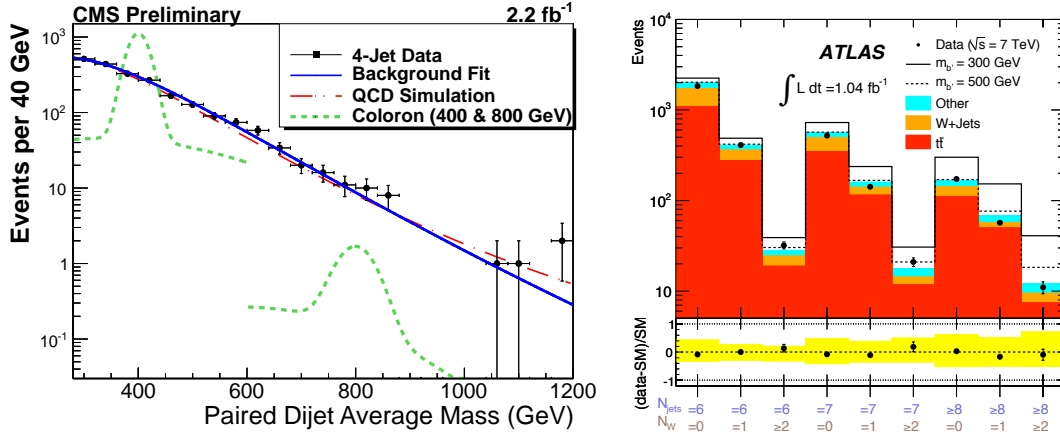 CMS Preliminary 2.2 fb⁻¹
Events per 40 GeV
10³
10²
10
1
10⁻¹
4-Jet Data
Background Fit
QCD Simulation
Coloron (400 & 800 GeV)
400 600 800 1000 1200
Paired Dijet Average Mass (GeV)
Events
10⁴
10³
10²
10
ATLAS
∫ L dt =1.04 fb⁻¹
Data (√s = 7 TeV)
m_b' = 300 GeV
m_b' = 500 GeV
Other
W+Jets
tt̄
(data-SM)/SM
1
0
-1
N_jets =6 =6 =6 =7 =7 =7 ≥8 ≥8 ≥8
N_W =0 =1 ≥2 =0 =1 ≥2 =0 =1 ≥2